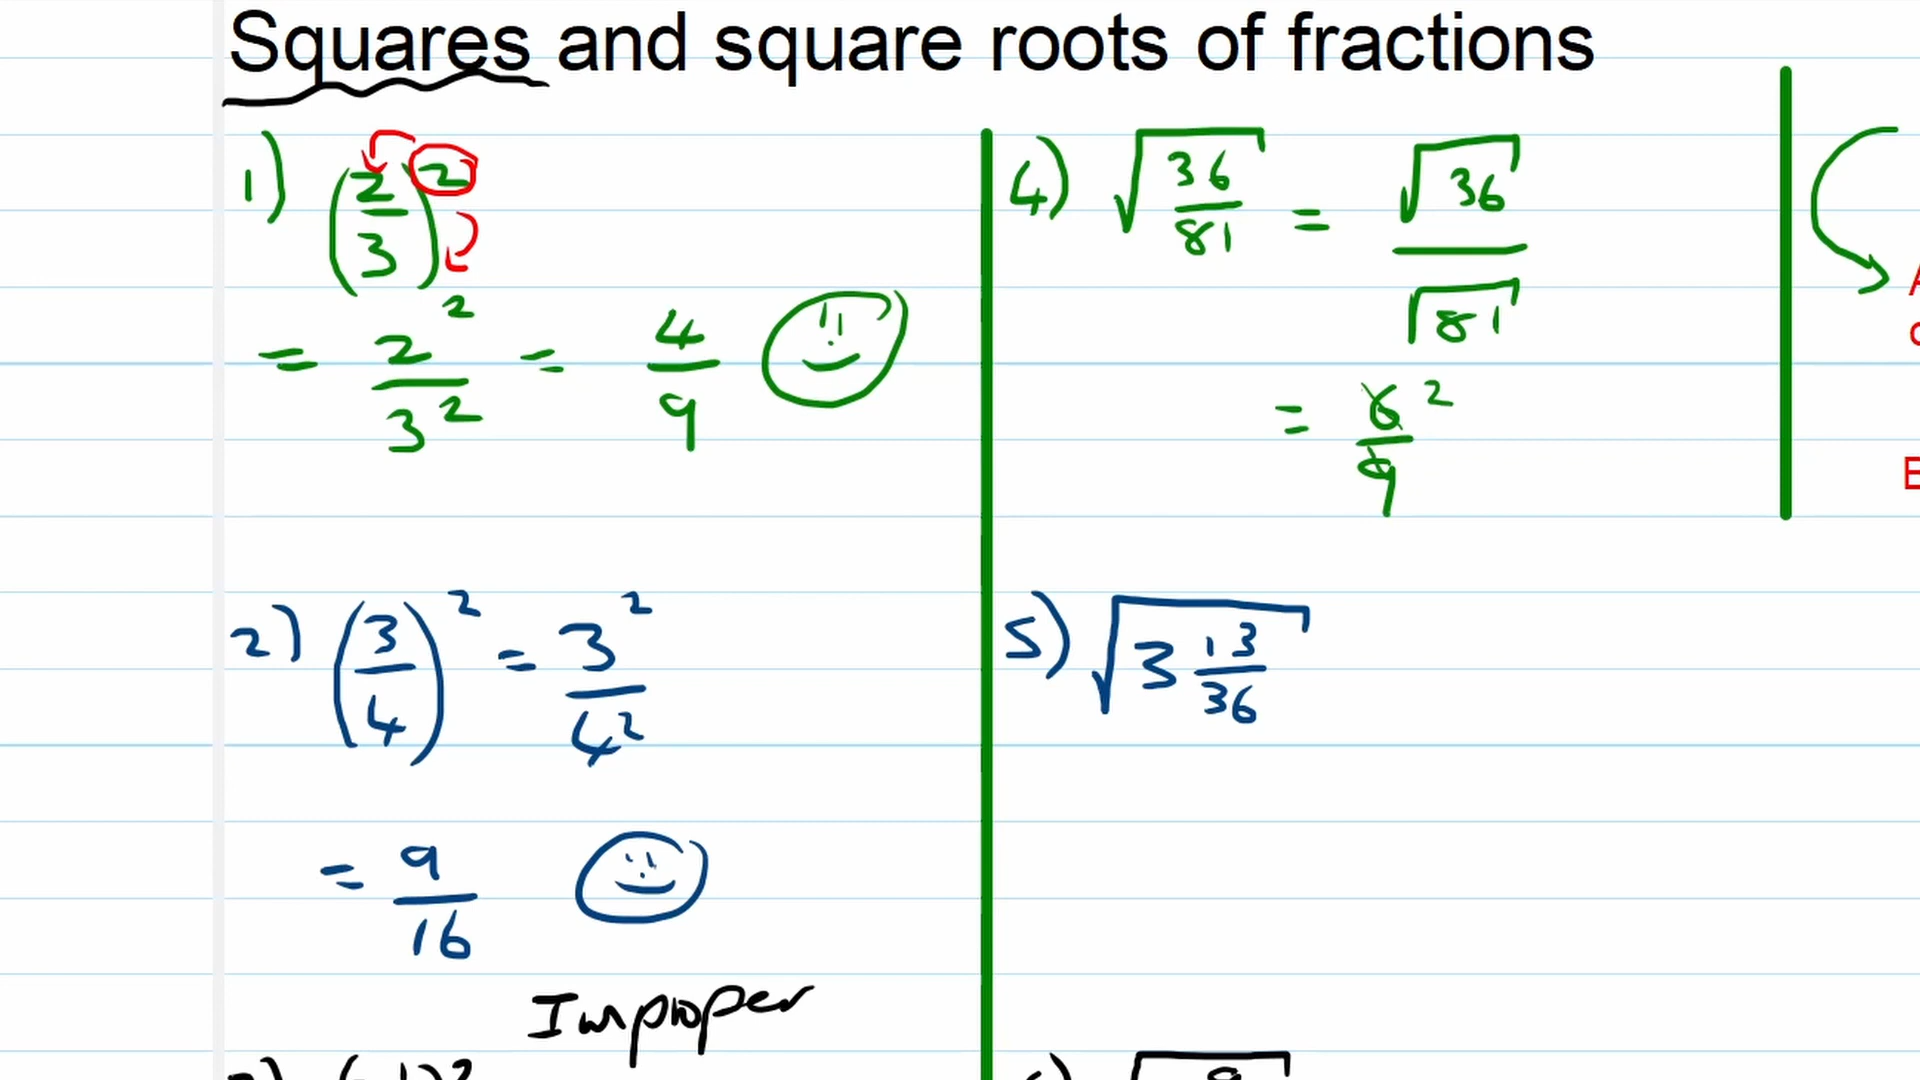 Squares and square roots of fractions
1) (2/3)²
= 2²/3² = 4/9
2) (3/4)² = 3²/4²
= 9/16
Improper
4) √(36/81) = √36/√81
= 6/9 2
5) √(3 13/36)